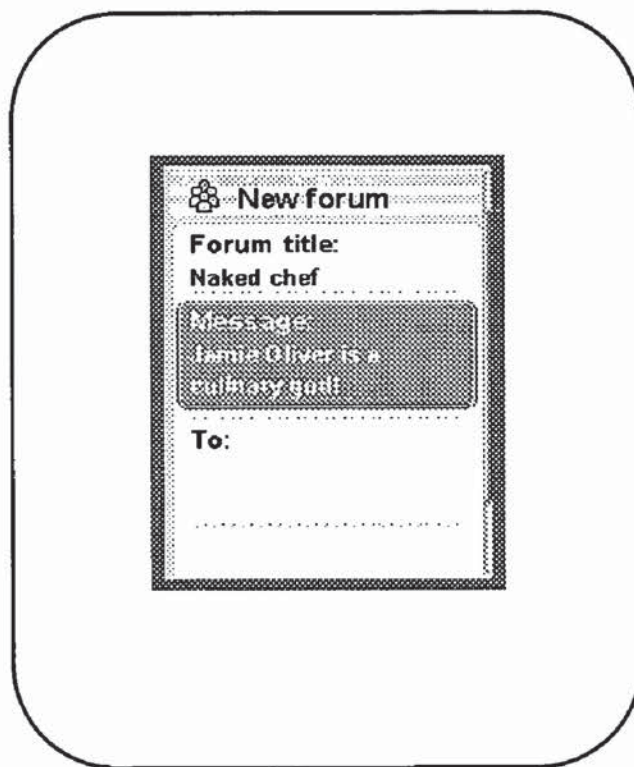 New forum
Forum title:
Naked chef
Message:
Jamie Oliver is a
culinary god!
To: